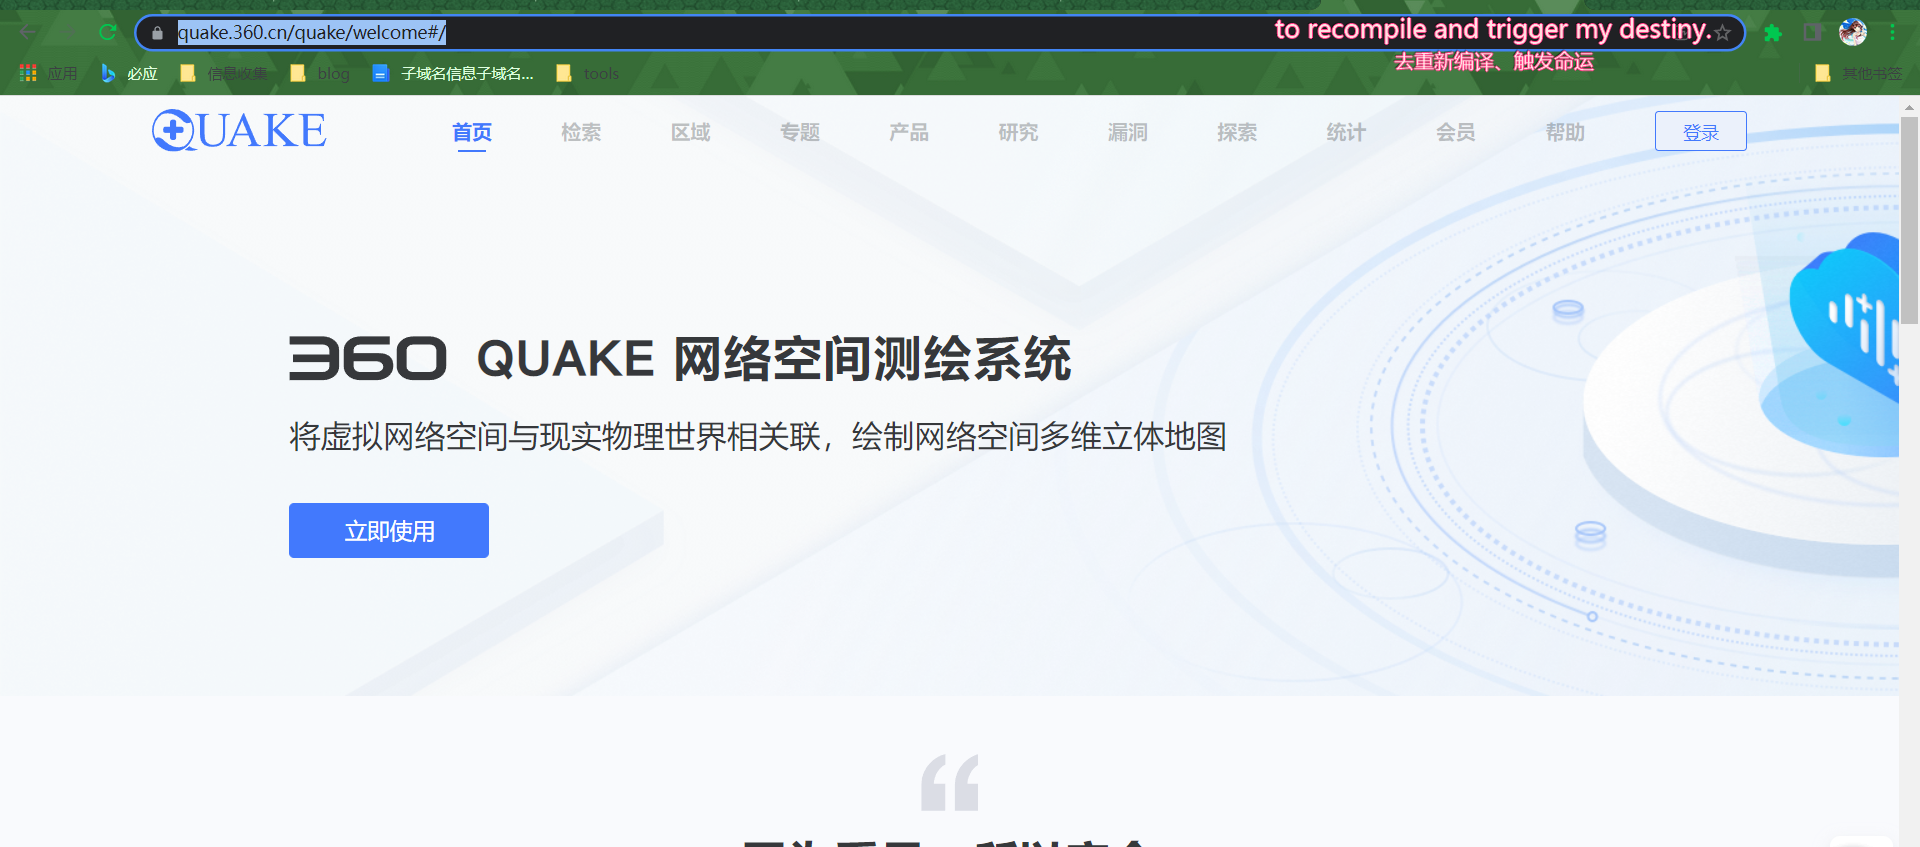 quake.360.cn/quake/welcome#/
to recompile and trigger my destiny.
去重新编译、触发命运
应用 必应 信息收集 blog 子域名信息子域名... tools 其他书签
QUAKE 首页 检索 区域 专题 产品 研究 漏洞 探索 统计 会员 帮助 登录
360 QUAKE 网络空间测绘系统
将虚拟网络空间与现实物理世界相关联，绘制网络空间多维立体地图
立即使用
“